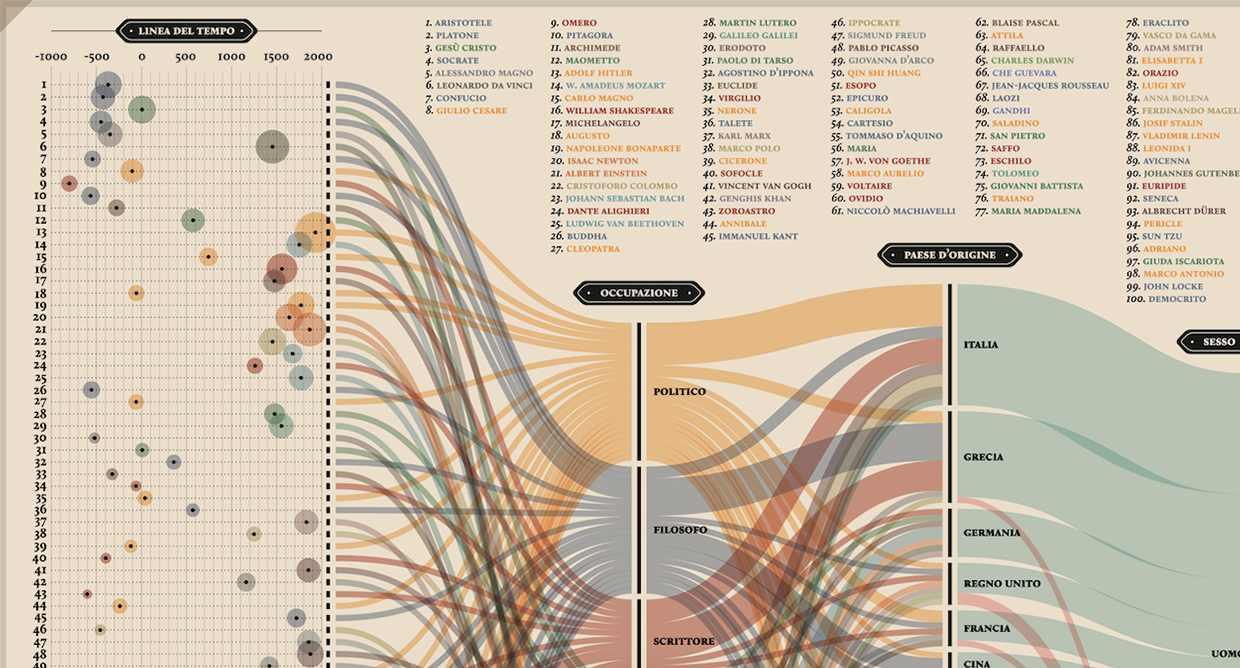 LINEA DEL TEMPO
-1000 -500 0 500 1000 1500 2000
1
2
3
4
5
6
7
8
9
10
11
12
13
14
15
16
17
18
19
20
21
22
23
24
25
26
27
28
29
30
31
32
33
34
35
36
37
38
39
40
41
42
43
44
45
46
47
48
49
1. ARISTOTELE
2. PLATONE
3. GESÙ CRISTO
4. SOCRATE
5. ALESSANDRO MAGNO
6. LEONARDO DA VINCI
7. CONFUCIO
8. GIULIO CESARE
9. OMERO
10. PITAGORA
11. ARCHIMEDE
12. MAOMETTO
13. ADOLF HITLER
14. W. AMADEUS MOZART
15. CARLO MAGNO
16. WILLIAM SHAKESPEARE
17. MICHELANGELO
18. AUGUSTO
19. NAPOLEONE BONAPARTE
20. ISAAC NEWTON
21. ALBERT EINSTEIN
22. CRISTOFORO COLOMBO
23. JOHANN SEBASTIAN BACH
24. DANTE ALIGHIERI
25. LUDWIG VAN BEETHOVEN
26. BUDDHA
27. CLEOPATRA
28. MARTIN LUTERO
29. GALILEO GALILEI
30. ERODOTO
31. PAOLO DI TARSO
32. AGOSTINO D'IPPONA
33. EUCLIDE
34. VIRGILIO
35. NERONE
36. TALETE
37. KARL MARX
38. MARCO POLO
39. CICERONE
40. SOFOCLE
41. VINCENT VAN GOGH
42. GENGHIS KHAN
43. ZOROASTRO
44. ANNIBALE
45. IMMANUEL KANT
46. IPPOCRATE
47. SIGMUND FREUD
48. PABLO PICASSO
49. GIOVANNA D'ARCO
50. QIN SHI HUANG
51. ESOPO
52. EPICURO
53. CALIGOLA
54. CARTESIO
55. TOMMASO D'AQUINO
56. MARIA
57. J. W. VON GOETHE
58. MARCO AURELIO
59. VOLTAIRE
60. OVIDIO
61. NICCOLÒ MACHIAVELLI
62. BLAISE PASCAL
63. ATTILA
64. RAFFAELLO
65. CHARLES DARWIN
66. CHE GUEVARA
67. JEAN-JACQUES ROUSSEAU
68. LAOZI
69. GANDHI
70. SALADINO
71. SAN PIETRO
72. SAFFO
73. ESCHILO
74. TOLOMEO
75. GIOVANNI BATTISTA
76. TRAIANO
77. MARIA MADDALENA
78. ERACLITO
79. VASCO DA GAMA
80. ADAM SMITH
81. ELISABETTA I
82. ORAZIO
83. LUIGI XIV
84. ANNA BOLENA
85. FERDINANDO MAGEL
86. JOSIF STALIN
87. VLADIMIR LENIN
88. LEONIDA I
89. AVICENNA
90. JOHANNES GUTENBE
91. EURIPIDE
92. SENECA
93. ALBRECHT DÜRER
94. PERICLE
95. SUN TZU
96. ADRIANO
97. GIUDA ISCARIOTA
98. MARCO ANTONIO
99. JOHN LOCKE
100. DEMOCRITO
OCCUPAZIONE
POLITICO
FILOSOFO
SCRITTORE
PAESE D'ORIGINE
ITALIA
GRECIA
GERMANIA
REGNO UNITO
FRANCIA
CINA
SESSO
UOMO